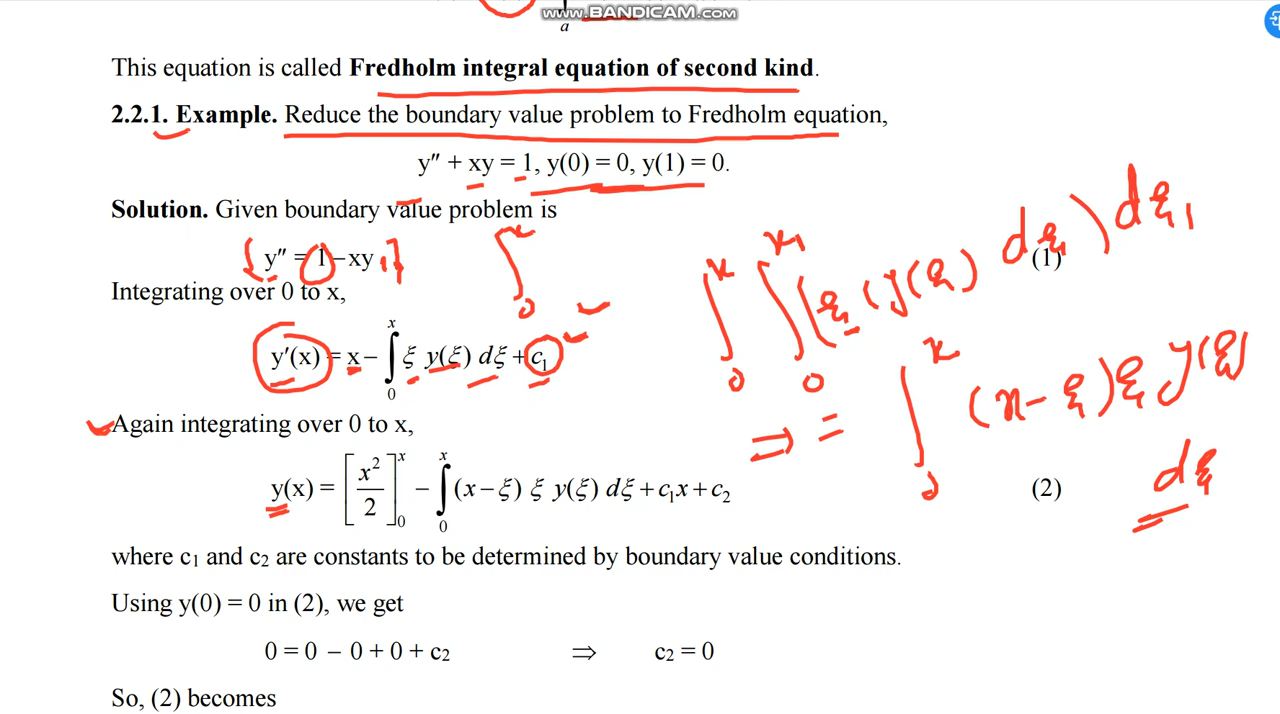 www.BANDICAM.com
a
This equation is called Fredholm integral equation of second kind.
2.2.1. Example. Reduce the boundary value problem to Fredholm equation,
y″ + xy = 1, y(0) = 0, y(1) = 0.
Solution. Given boundary value problem is
y″ = 1 – xy (1)
Integrating over 0 to x,
y′(x) = x − ∫₀ˣ ξ y(ξ) dξ + c₁
Again integrating over 0 to x,
y(x) = [x²/2]₀ˣ − ∫₀ˣ (x−ξ) ξ y(ξ) dξ + c₁x + c₂ (2)
where c₁ and c₂ are constants to be determined by boundary value conditions.
Using y(0) = 0 in (2), we get
0 = 0 – 0 + 0 + c₂ ⇒ c₂ = 0
So, (2) becomes
∫₀ˣ
∫₀ˣ ∫₀ˣ¹ ∫(ξ (y(ξ) dξ) dξ₁
⇒ = ∫₀ˣ (x−ξ) ξ y(ξ)
dξ